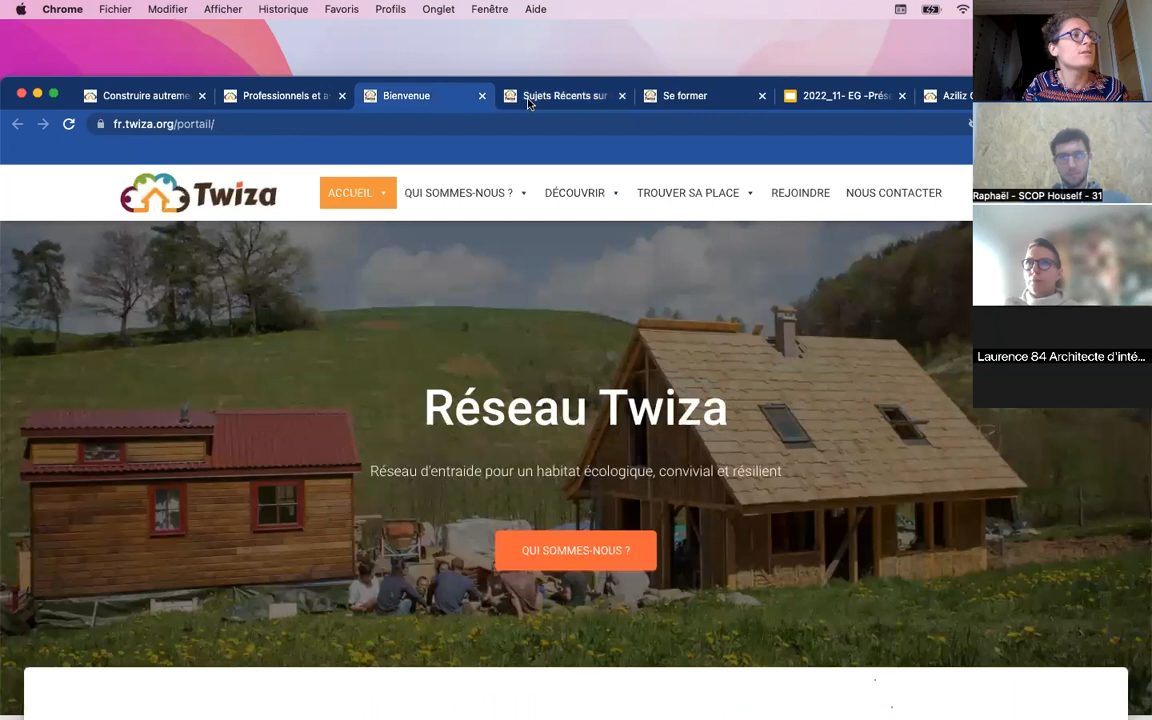 Chrome Fichier Modifier Afficher Historique Favoris Profils Onglet Fenêtre Aide
Construire autreme Professionnels et a Bienvenue Sujets Récents sur Se former 2022_11- EG -Prése Aziliz
fr.twiza.org/portail/
Twiza ACCUEIL QUI SOMMES-NOUS ? DÉCOUVRIR TROUVER SA PLACE REJOINDRE NOUS CONTACTER
Raphaël - SCOP Houself - 31
Laurence 84 Architecte d'inté...
Réseau Twiza
Réseau d'entraide pour un habitat écologique, convivial et résilient
QUI SOMMES-NOUS ?